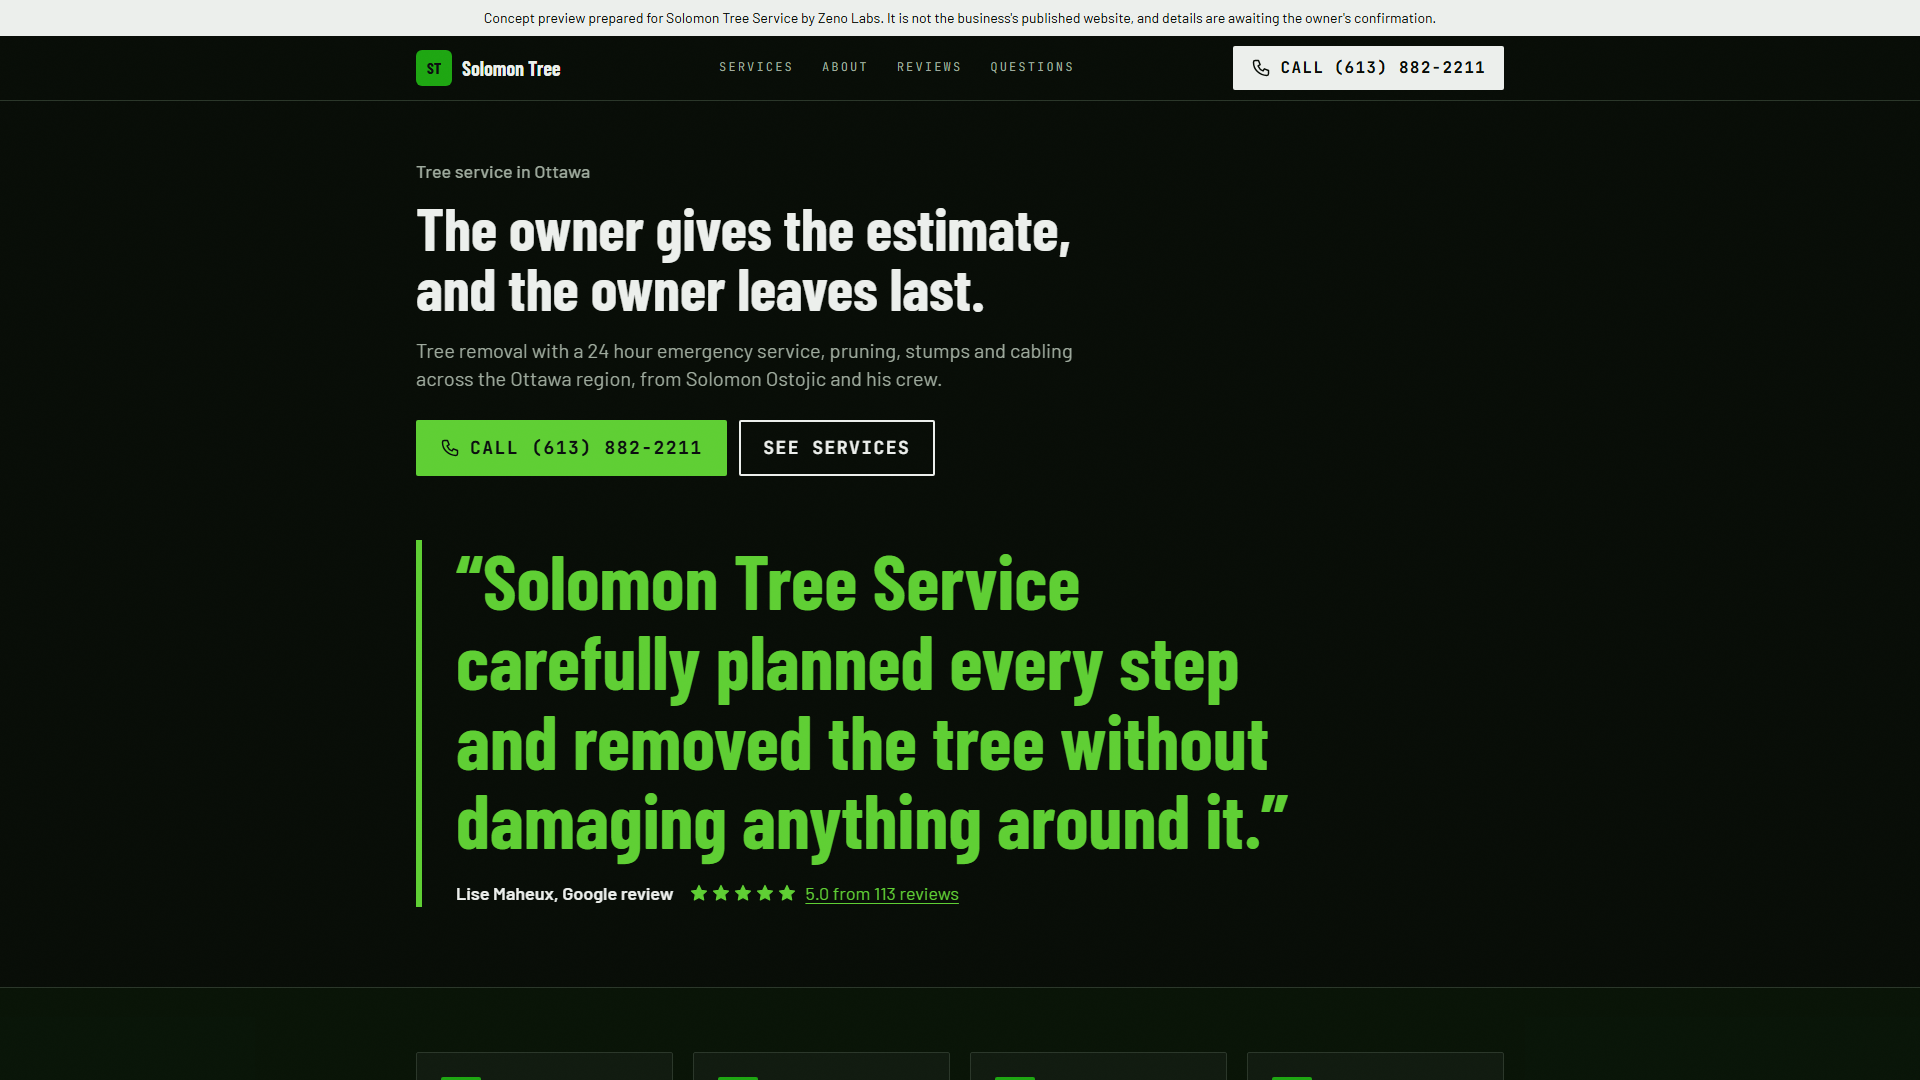 Concept preview prepared for Solomon Tree Service by Zeno Labs. It is not the business's published website, and details are awaiting the owner's confirmation.
ST Solomon Tree
SERVICES ABOUT REVIEWS QUESTIONS
CALL (613) 882-2211
Tree service in Ottawa
The owner gives the estimate,
and the owner leaves last.
Tree removal with a 24 hour emergency service, pruning, stumps and cabling
across the Ottawa region, from Solomon Ostojic and his crew.
CALL (613) 882-2211
SEE SERVICES
“Solomon Tree Service
carefully planned every step
and removed the tree without
damaging anything around it.”
Lise Maheux, Google review 5.0 from 113 reviews